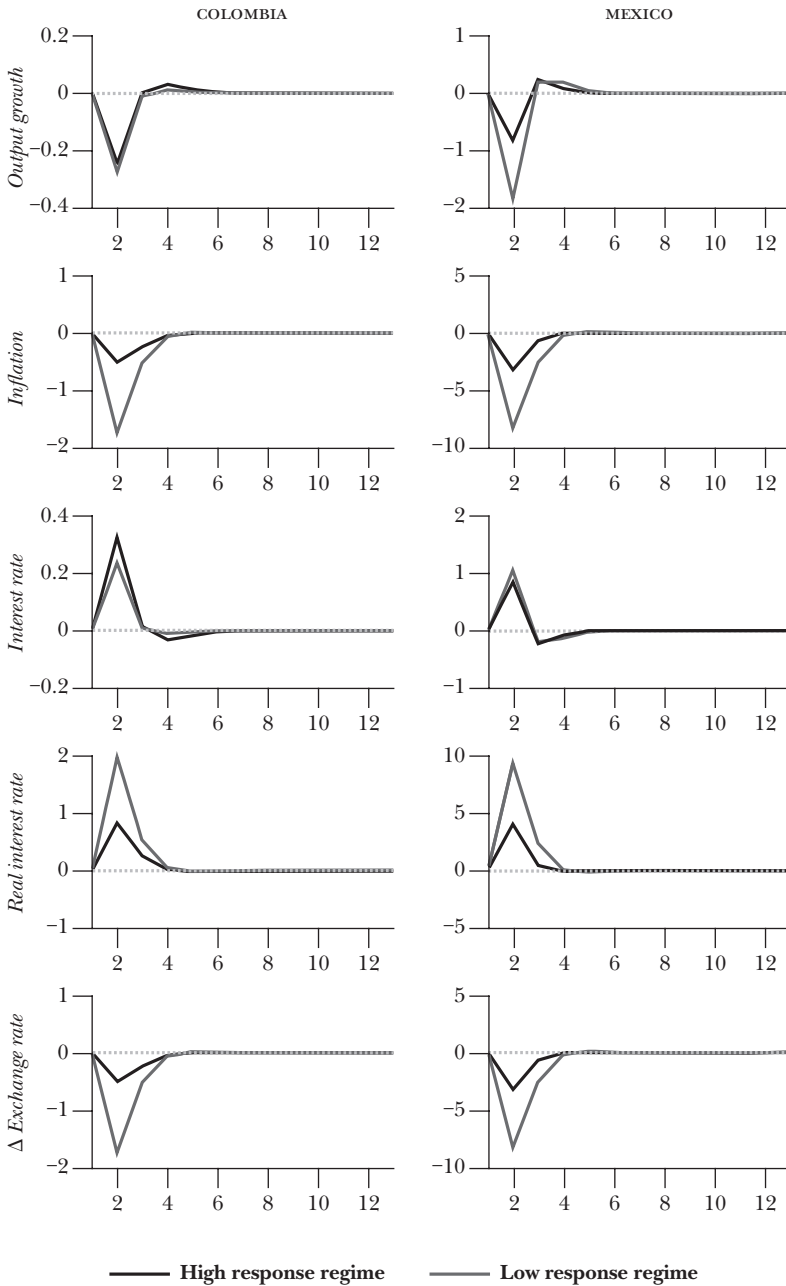 COLOMBIA MEXICO
Output growth
0.2 1
0 0
−0.2 −1
−0.4 −2
2 4 6 8 10 12 2 4 6 8 10 12
Inflation
1 5
0 0
−1 −5
−2 −10
2 4 6 8 10 12 2 4 6 8 10 12
Interest rate
0.4 2
0.2 1
0 0
−0.2 −1
2 4 6 8 10 12 2 4 6 8 10 12
Real interest rate
2 10
1 5
0 0
−1 −5
2 4 6 8 10 12 2 4 6 8 10 12
Δ Exchange rate
1 5
0 0
−1 −5
−2 −10
2 4 6 8 10 12 2 4 6 8 10 12
High response regime Low response regime